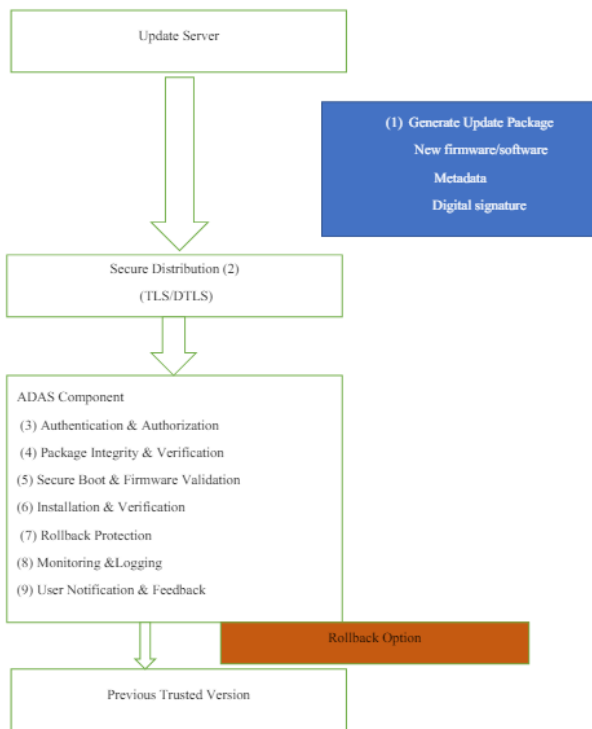 Update Server
(1) Generate Update Package
New firmware/software
Metadata
Digital signature
Secure Distribution (2)
(TLS/DTLS)
ADAS Component
(3) Authentication & Authorization
(4) Package Integrity & Verification
(5) Secure Boot & Firmware Validation
(6) Installation & Verification
(7) Rollback Protection
(8) Monitoring &Logging
(9) User Notification & Feedback
Rollback Option
Previous Trusted Version